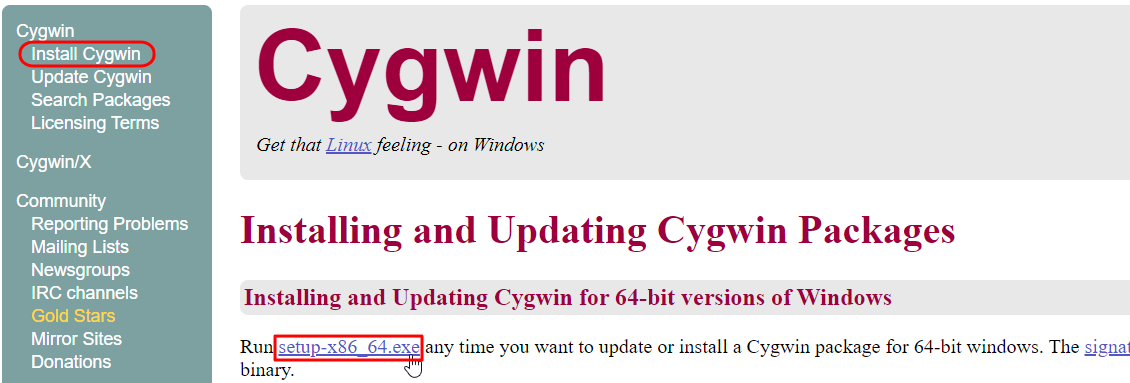 Cygwin
Install Cygwin
Update Cygwin
Search Packages
Licensing Terms
Cygwin/X
Community
Reporting Problems
Mailing Lists
Newsgroups
IRC channels
Gold Stars
Mirror Sites
Donations
Cygwin
Get that Linux feeling - on Windows
Installing and Updating Cygwin Packages
Installing and Updating Cygwin for 64-bit versions of Windows
Run setup-x86_64.exe any time you want to update or install a Cygwin package for 64-bit windows. The
binary.